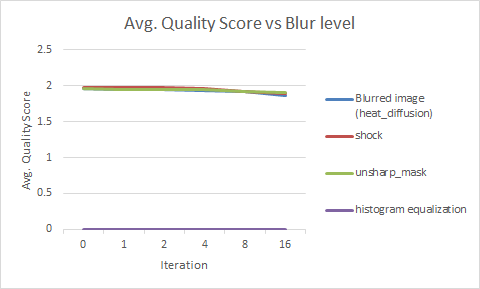 Avg. Quality Score vs Blur level
2.5
2
1.5
1
0.5
0
Avg. Quality Score
0 1 2 4 8 16
Iteration
Blurred image
(heat_diffusion)
shock
unsharp_mask
histogram equalization